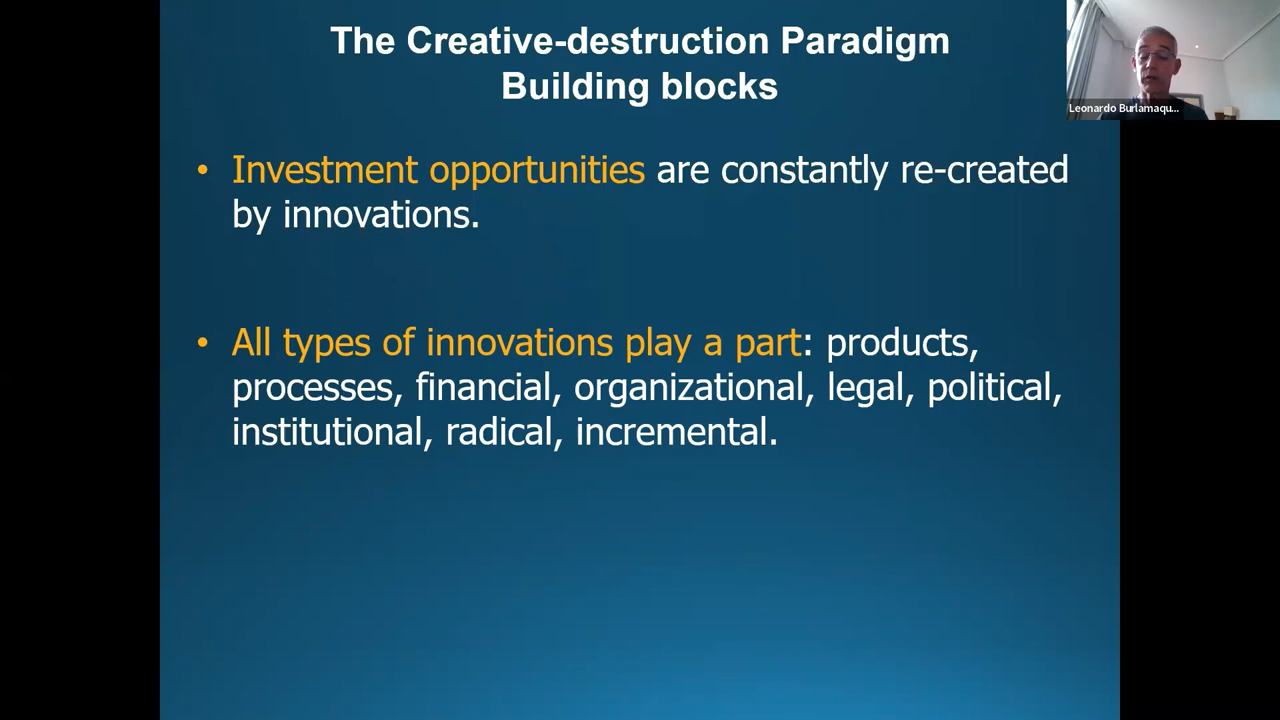 The Creative-destruction Paradigm
Building blocks
Leonardo Burlamaqu...
• Investment opportunities are constantly re-created
by innovations.
• All types of innovations play a part: products,
processes, financial, organizational, legal, political,
institutional, radical, incremental.